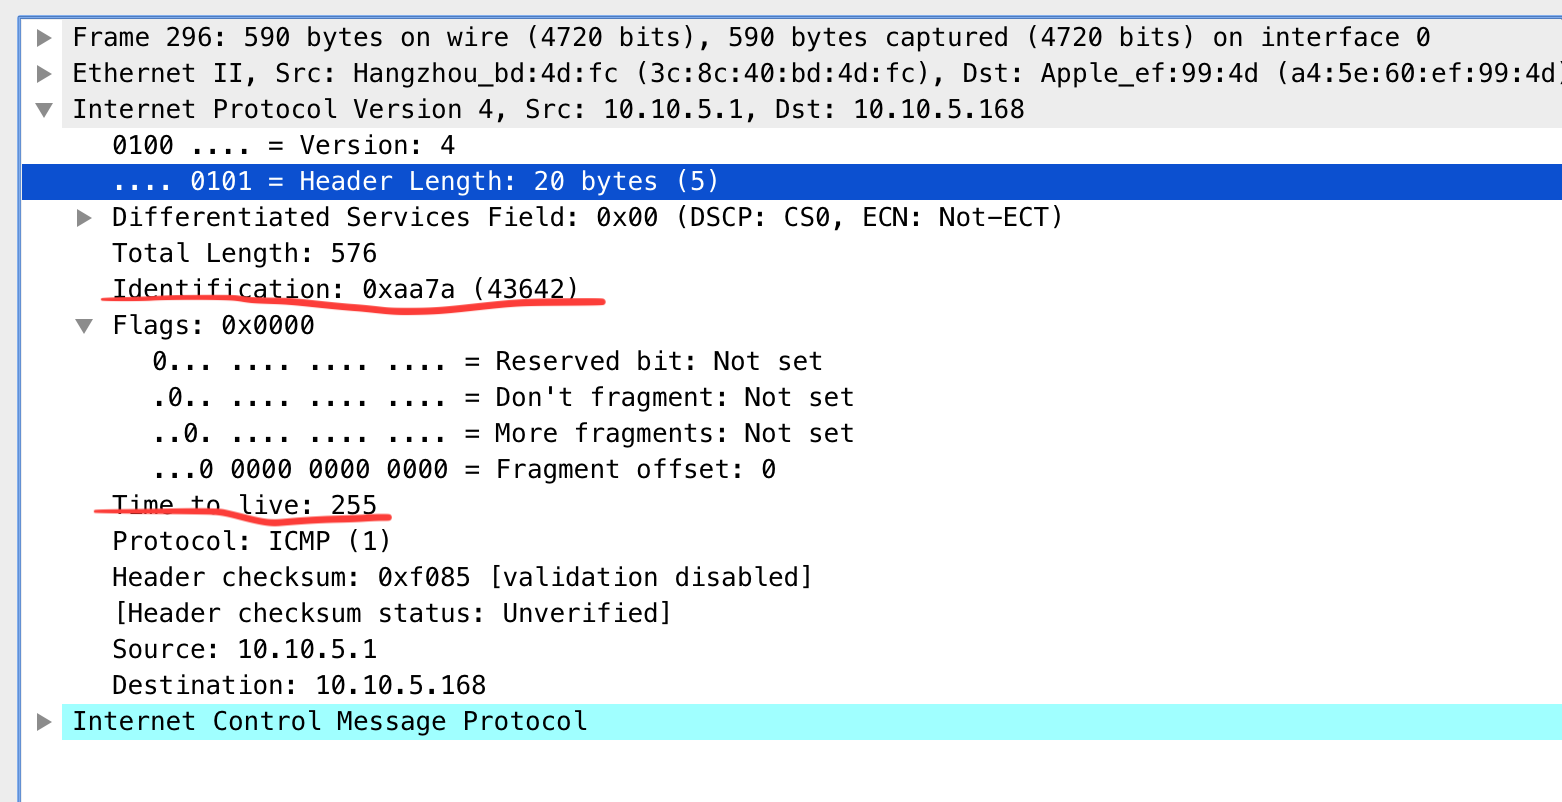 Frame 296: 590 bytes on wire (4720 bits), 590 bytes captured (4720 bits) on interface 0
Ethernet II, Src: Hangzhou_bd:4d:fc (3c:8c:40:bd:4d:fc), Dst: Apple_ef:99:4d (a4:5e:60:ef:99:4d)
Internet Protocol Version 4, Src: 10.10.5.1, Dst: 10.10.5.168
0100 .... = Version: 4
.... 0101 = Header Length: 20 bytes (5)
Differentiated Services Field: 0x00 (DSCP: CS0, ECN: Not-ECT)
Total Length: 576
Identification: 0xaa7a (43642)
Flags: 0x0000
0... .... .... .... = Reserved bit: Not set
.0.. .... .... .... = Don't fragment: Not set
..0. .... .... .... = More fragments: Not set
...0 0000 0000 0000 = Fragment offset: 0
Time to live: 255
Protocol: ICMP (1)
Header checksum: 0xf085 [validation disabled]
[Header checksum status: Unverified]
Source: 10.10.5.1
Destination: 10.10.5.168
Internet Control Message Protocol